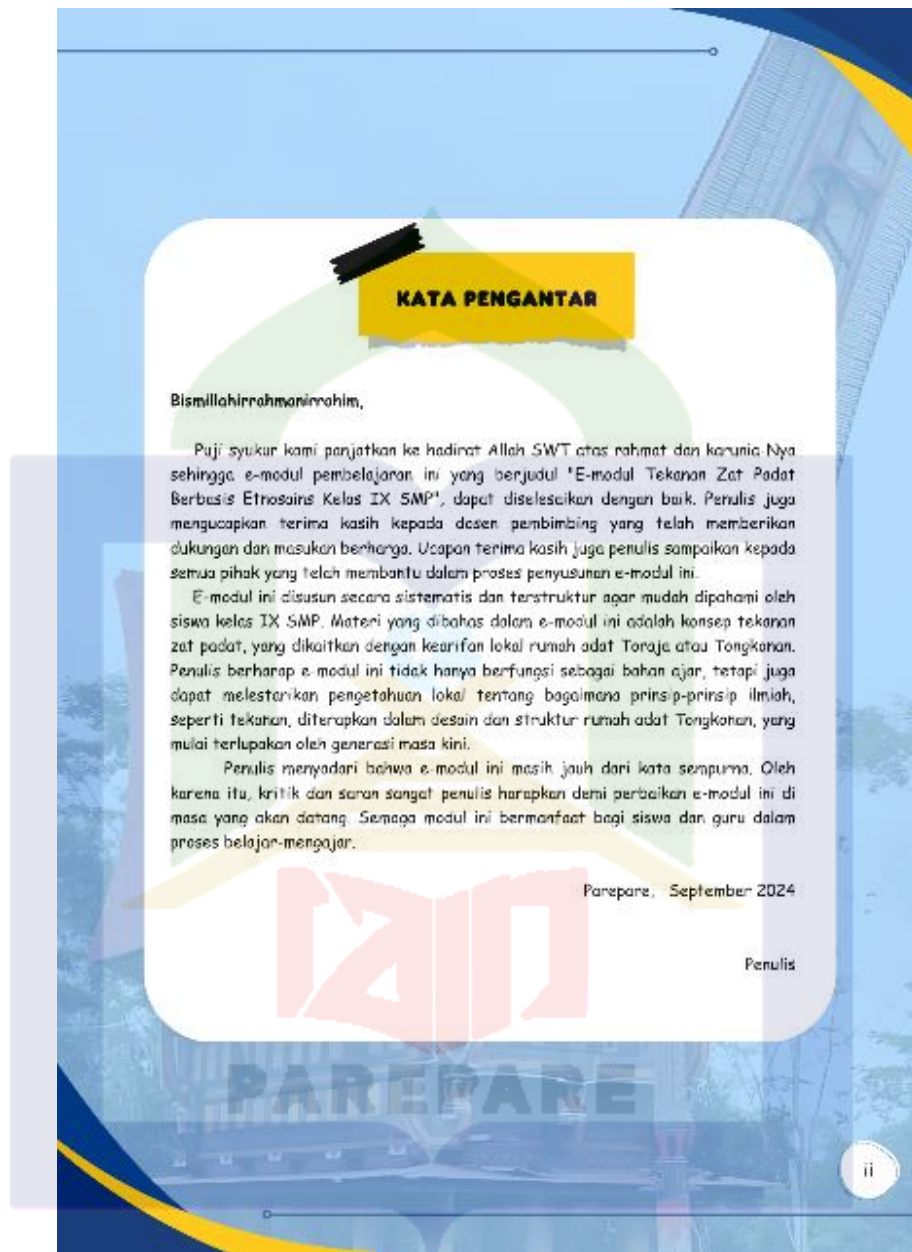 KATA PENGANTAR
Bismillahirrahmanirrahim,
Puji syukur kami panjatkan ke hadirat Allah SWT atas rahmat dan karunia-Nya
sehingga e-modul pembelajaran ini yang berjudul "E-modul Tekanan Zat Padat
Berbasis Etnosains Kelas IX SMP", dapat diselesaikan dengan baik. Penulis juga
mengucapkan terima kasih kepada dosen pembimbing yang telah memberikan
dukungan dan masukan berharga. Ucapan terima kasih juga penulis sampaikan kepada
semua pihak yang telah membantu dalam proses penyusunan e-modul ini.
E-modul ini disusun secara sistematis dan terstruktur agar mudah dipahami oleh
siswa kelas IX SMP. Materi yang dibahas dalam e-modul ini adalah konsep tekanan
zat padat, yang dikaitkan dengan kearifan lokal rumah adat Toraja atau Tongkonan.
Penulis berharap e-modul ini tidak hanya berfungsi sebagai bahan ajar, tetapi juga
dapat melestarikan pengetahuan lokal tentang bagaimana prinsip-prinsip ilmiah,
seperti tekanan, diterapkan dalam desain dan struktur rumah adat Tongkonan, yang
mulai terlupakan oleh generasi masa kini.
Penulis menyadari bahwa e-modul ini masih jauh dari kata sempurna. Oleh
karena itu, kritik dan saran sangat penulis harapkan demi perbaikan e-modul ini di
masa yang akan datang. Semoga modul ini bermanfaat bagi siswa dan guru dalam
proses belajar-mengajar.
Parepare, September 2024
Penulis
PAREPARE
ii